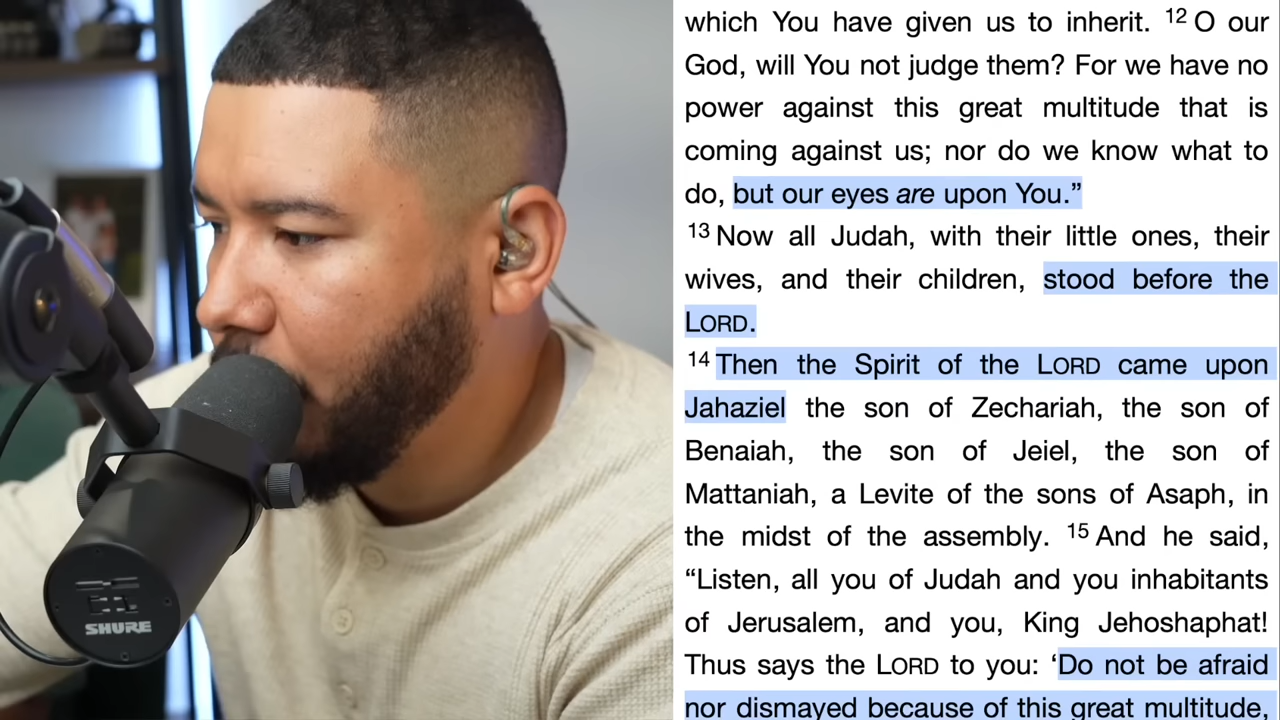 which You have given us to inherit. 12 O our
God, will You not judge them? For we have no
power against this great multitude that is
coming against us; nor do we know what to
do, but our eyes are upon You.”
13 Now all Judah, with their little ones, their
wives, and their children, stood before the
LORD.
14 Then the Spirit of the LORD came upon
Jahaziel the son of Zechariah, the son of
Benaiah, the son of Jeiel, the son of
Mattaniah, a Levite of the sons of Asaph, in
the midst of the assembly. 15 And he said,
“Listen, all you of Judah and you inhabitants
of Jerusalem, and you, King Jehoshaphat!
Thus says the LORD to you: ‘Do not be afraid
nor dismayed because of this great multitude,
SHURE